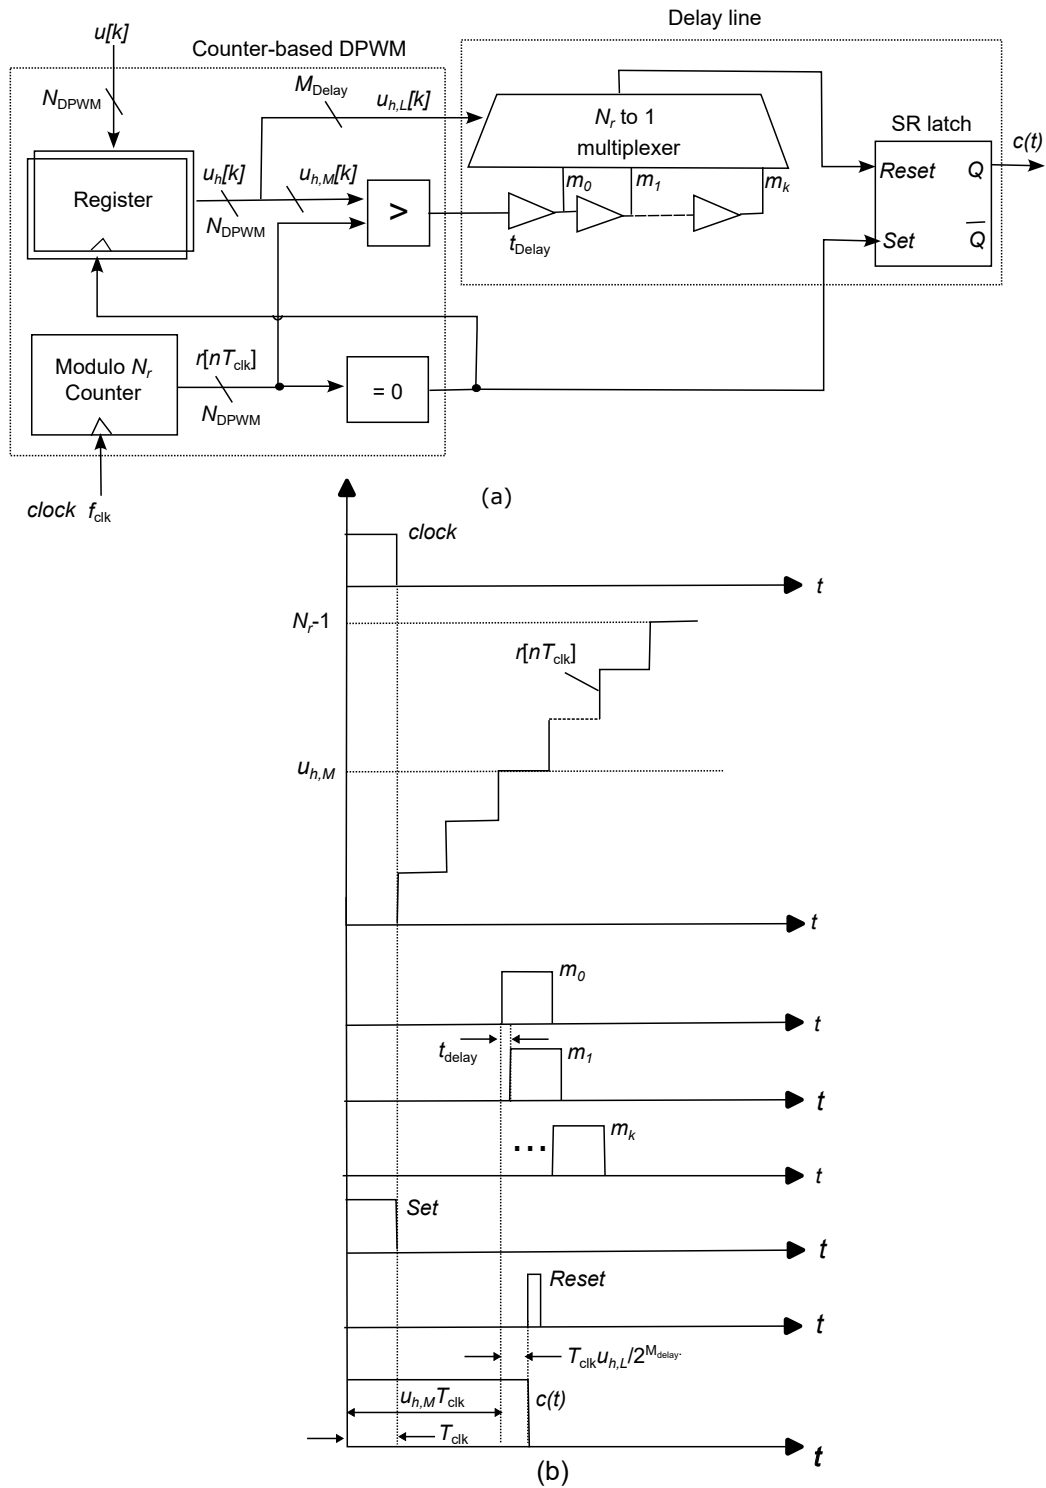 Delay line
u[k]
Counter-based DPWM
N_DPWM
M_Delay
u_h,L[k]
N_r to 1
multiplexer
SR latch
c(t)
Register
u_h[k]
u_h,M[k]
N_DPWM
>
m_0
m_1
m_k
t_Delay
Reset
Q
Set
Q̅
Modulo N_r
Counter
r[nT_clk]
N_DPWM
= 0
clock f_clk
(a)
clock
t
N_r-1
r[nT_clk]
u_h,M
t
m_0
t
t_delay
m_1
t
...
m_k
t
Set
t
Reset
t
T_clk u_h,L/2^M_delay.
u_h,M T_clk
c(t)
T_clk
t
(b)